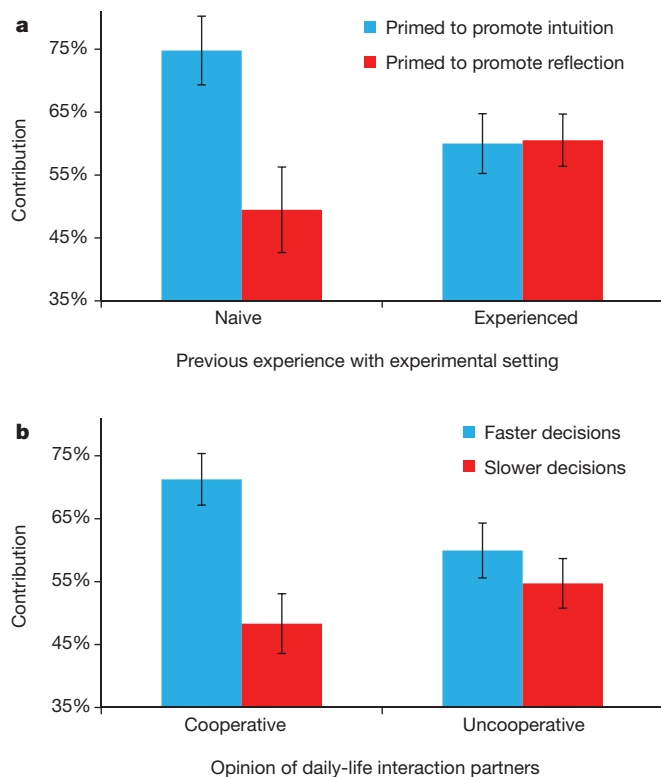 a
75%
65%
55%
45%
35%
Contribution
Primed to promote intuition
Primed to promote reflection
Naive
Experienced
Previous experience with experimental setting
b
75%
65%
55%
45%
35%
Contribution
Faster decisions
Slower decisions
Cooperative
Uncooperative
Opinion of daily-life interaction partners